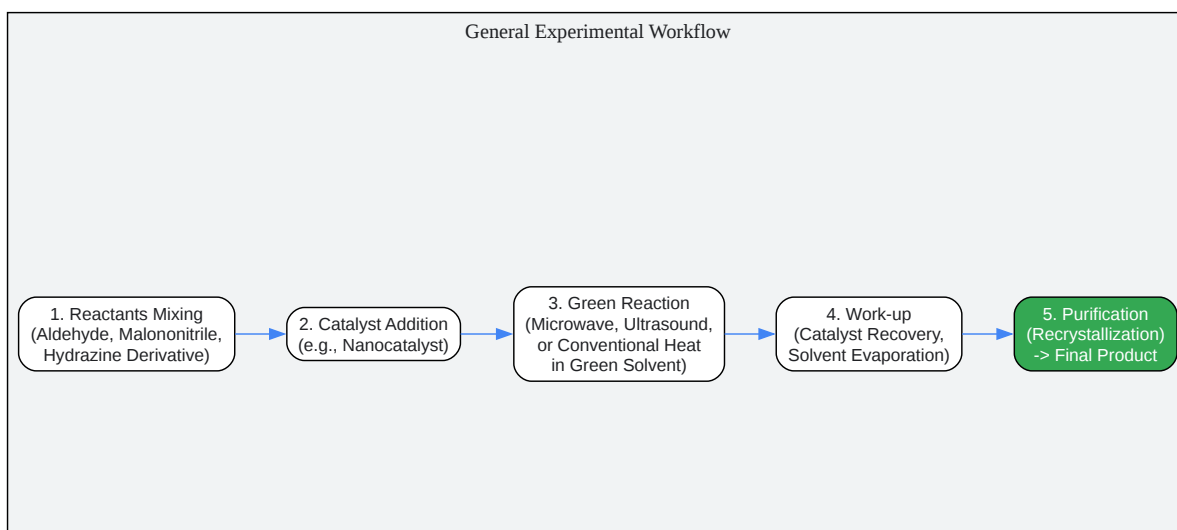 General Experimental Workflow
1. Reactants Mixing
(Aldehyde, Malononitrile,
Hydrazine Derivative)
2. Catalyst Addition
(e.g., Nanocatalyst)
3. Green Reaction
(Microwave, Ultrasound,
or Conventional Heat
in Green Solvent)
4. Work-up
(Catalyst Recovery,
Solvent Evaporation)
5. Purification
(Recrystallization)
-> Final Product